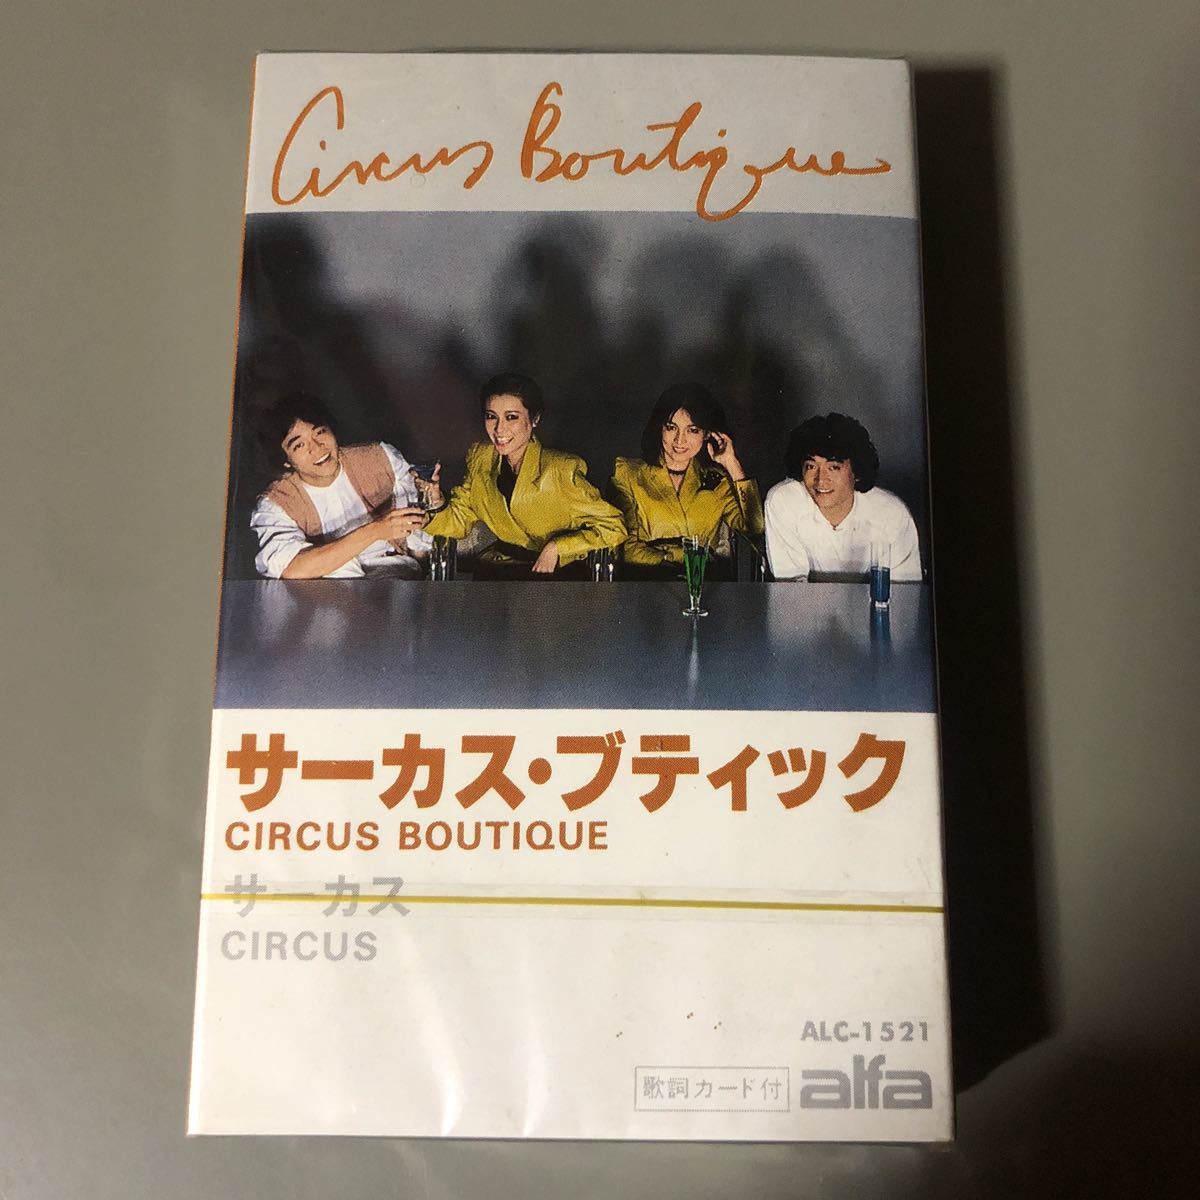 Circus Boutique
サーカス・ブティック
CIRCUS BOUTIQUE
サーカス
CIRCUS
ALC-1521
歌詞カード付
alfa